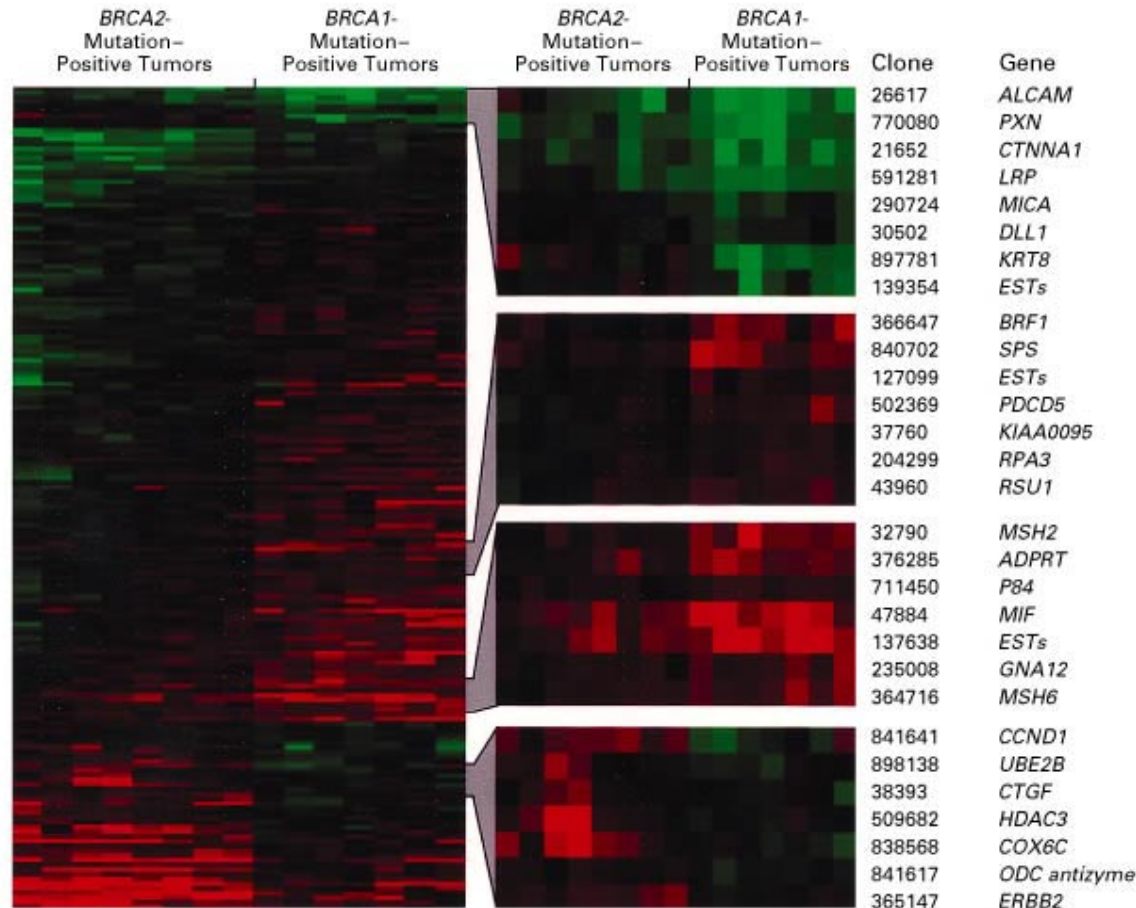 BRCA2-
Mutation–
Positive Tumors
BRCA1-
Mutation–
Positive Tumors
BRCA2-
Mutation–
Positive Tumors
BRCA1-
Mutation–
Positive Tumors
Clone Gene
26617 ALCAM
770080 PXN
21652 CTNNA1
591281 LRP
290724 MICA
30502 DLL1
897781 KRT8
139354 ESTs
366647 BRF1
840702 SPS
127099 ESTs
502369 PDCD5
37760 KIAA0095
204299 RPA3
43960 RSU1
32790 MSH2
376285 ADPRT
711450 P84
47884 MIF
137638 ESTs
235008 GNA12
364716 MSH6
841641 CCND1
898138 UBE2B
38393 CTGF
509682 HDAC3
838568 COX6C
841617 ODC antizyme
365147 ERBB2